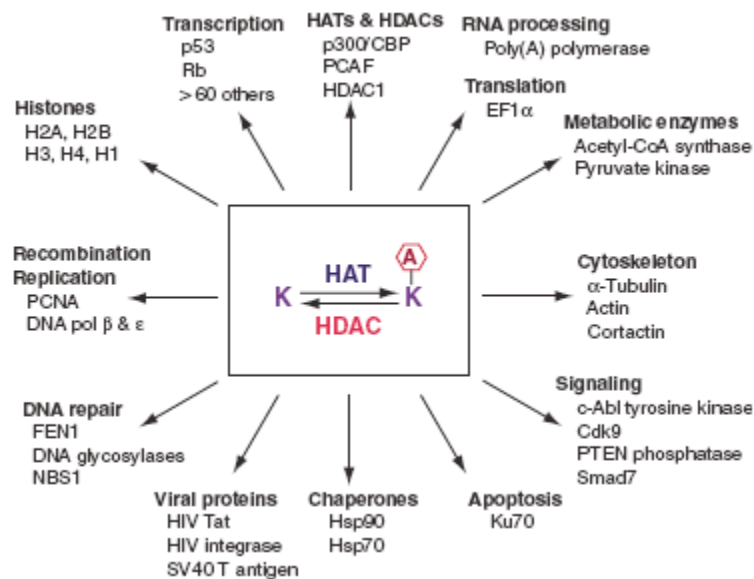 Transcription
p53
Rb
> 60 others
HATs & HDACs
p300/CBP
PCAF
HDAC1
RNA processing
Poly(A) polymerase
Translation
EF1α
Histones
H2A, H2B
H3, H4, H1
Metabolic enzymes
Acetyl-CoA synthase
Pyruvate kinase
Recombination
Replication
PCNA
DNA pol β & ε
K
HAT
HDAC
A
K
Cytoskeleton
α-Tubulin
Actin
Cortactin
DNA repair
FEN1
DNA glycosylases
NBS1
Signaling
c-Abl tyrosine kinase
Cdk9
PTEN phosphatase
Smad7
Viral proteins
HIV Tat
HIV integrase
SV40 T antigen
Chaperones
Hsp90
Hsp70
Apoptosis
Ku70